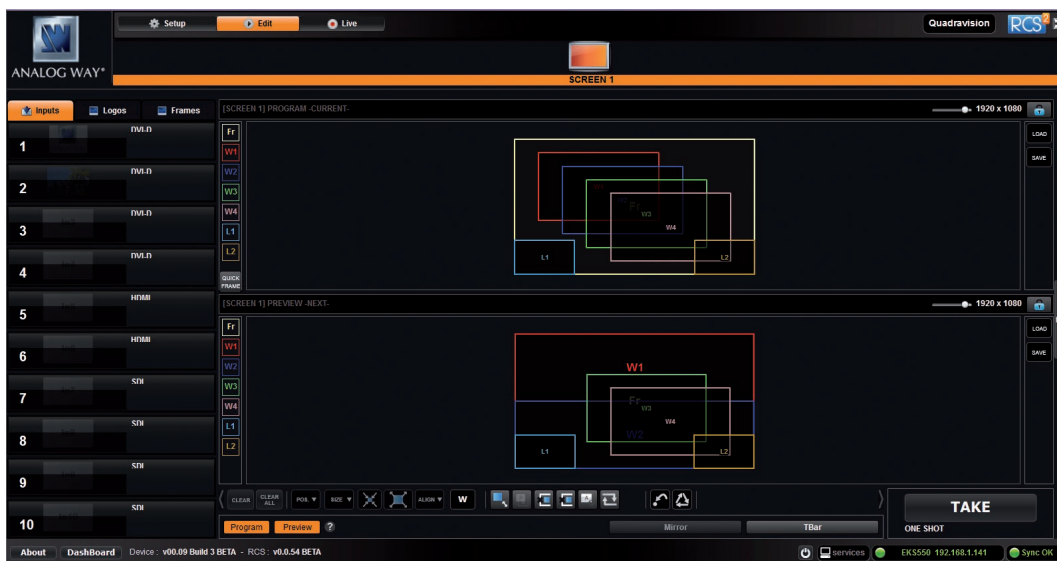 Setup Edit Live Quadravision RCS²
ANALOG WAY®
SCREEN 1
Inputs Logos Frames
[SCREEN 1] PROGRAM -CURRENT- 1920 x 1080
1 DVI-D
2 DVI-D
3 DVI-D
4 DVI-D
5 HDMI
6 HDMI
7 SDI
8 SDI
9 SDI
10 SDI
Fr
W1
W2
W3
W4
L1
L2
QUICK
FRAME
Fr
W3
W4
L1 L2
LOAD
SAVE
[SCREEN 1] PREVIEW -NEXT- 1920 x 1080
Fr
W1
W2
W3
W4
L1
L2
W1
Fr
W3
W4
W2
L1 L2
LOAD
SAVE
CLEAR CLEAR ALL POS. SIZE ALIGN W
TAKE
ONE SHOT
Program Preview ? Mirror TBar
About DashBoard Device : v00.09 Build 3 BETA - RCS : v0.0.54 BETA services EKS550 192.168.1.141 Sync OK